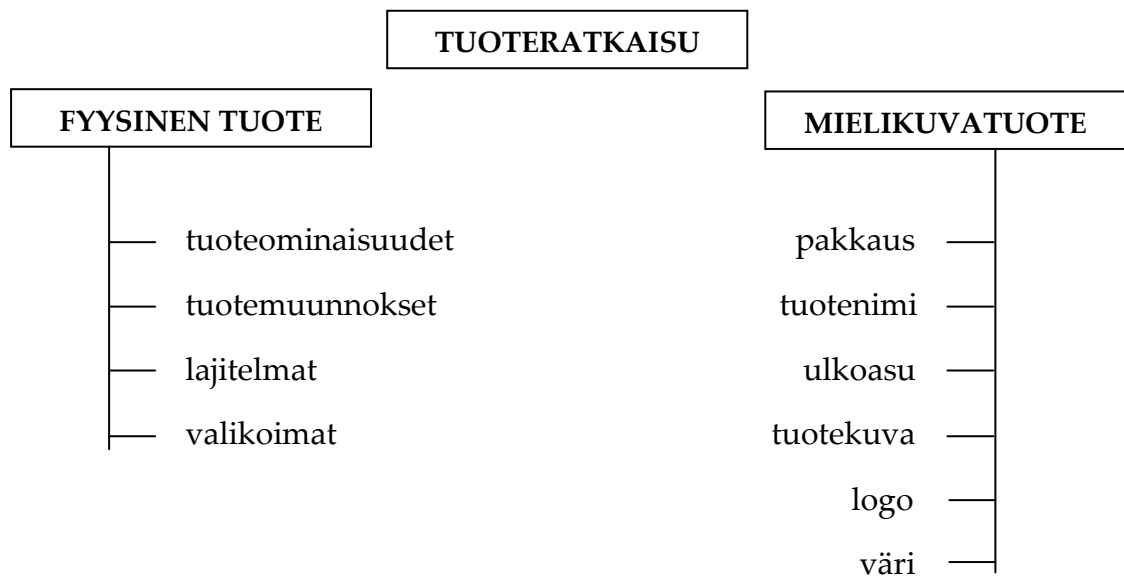 TUOTERATKAISU
FYYSINEN TUOTE
tuoteominaisuudet
tuotemuunnokset
lajitelmat
valikoimat
MIELIKUVATUOTE
pakkaus
tuotenimi
ulkoasu
tuotekuva
logo
väri